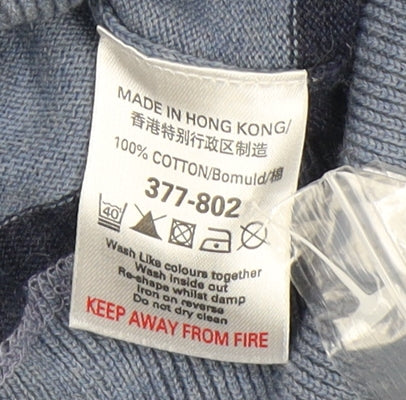 MADE IN HONG KONG/
香港特别行政区制造
100% COTTON/Bomuld/棉
377-802
40
Wash Like colours together
Wash inside out
Re-shape whilst damp
Iron on reverse
Do not dry clean
KEEP AWAY FROM FIRE